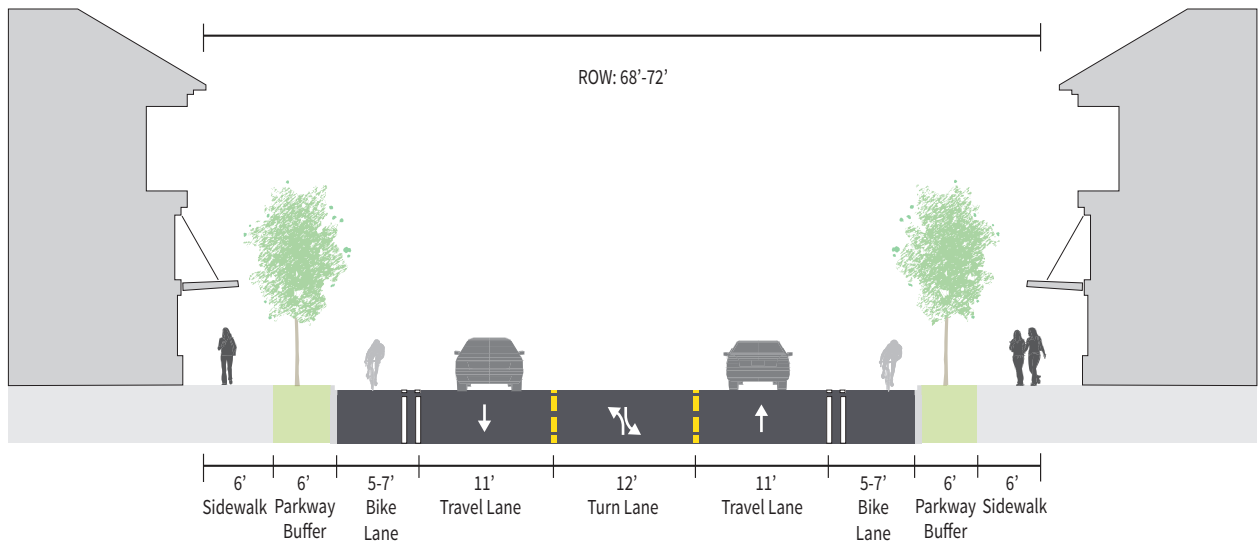 ROW: 68’-72’
6’
Sidewalk
6’
Parkway
Buffer
5-7’
Bike
Lane
11’
Travel Lane
12’
Turn Lane
11’
Travel Lane
5-7’
Bike
Lane
6’
Parkway
Buffer
6’
Sidewalk